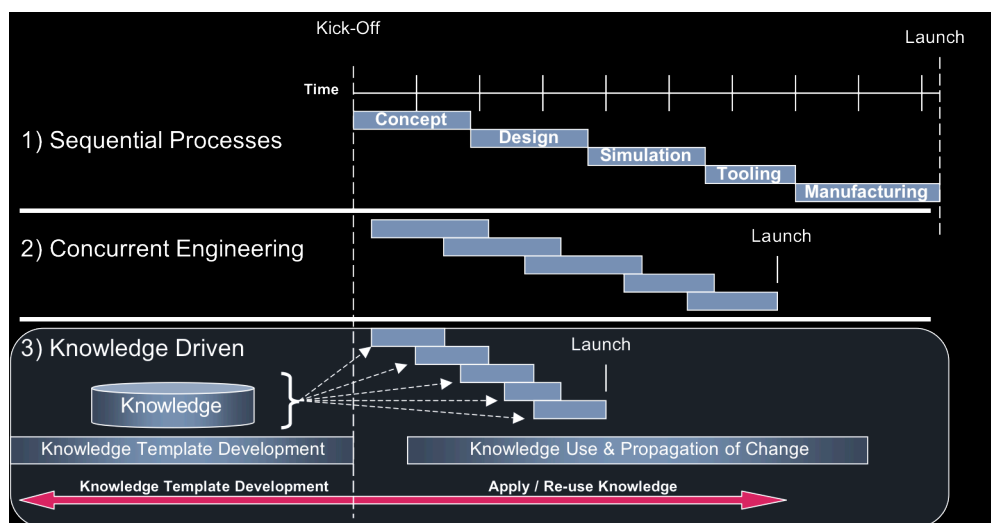 Kick-Off
Launch
Time
Concept
1) Sequential Processes
Design
Simulation
Tooling
Manufacturing
2) Concurrent Engineering
Launch
3) Knowledge Driven
Launch
Knowledge
Knowledge Template Development
Knowledge Use & Propagation of Change
Knowledge Template Development
Apply / Re-use Knowledge